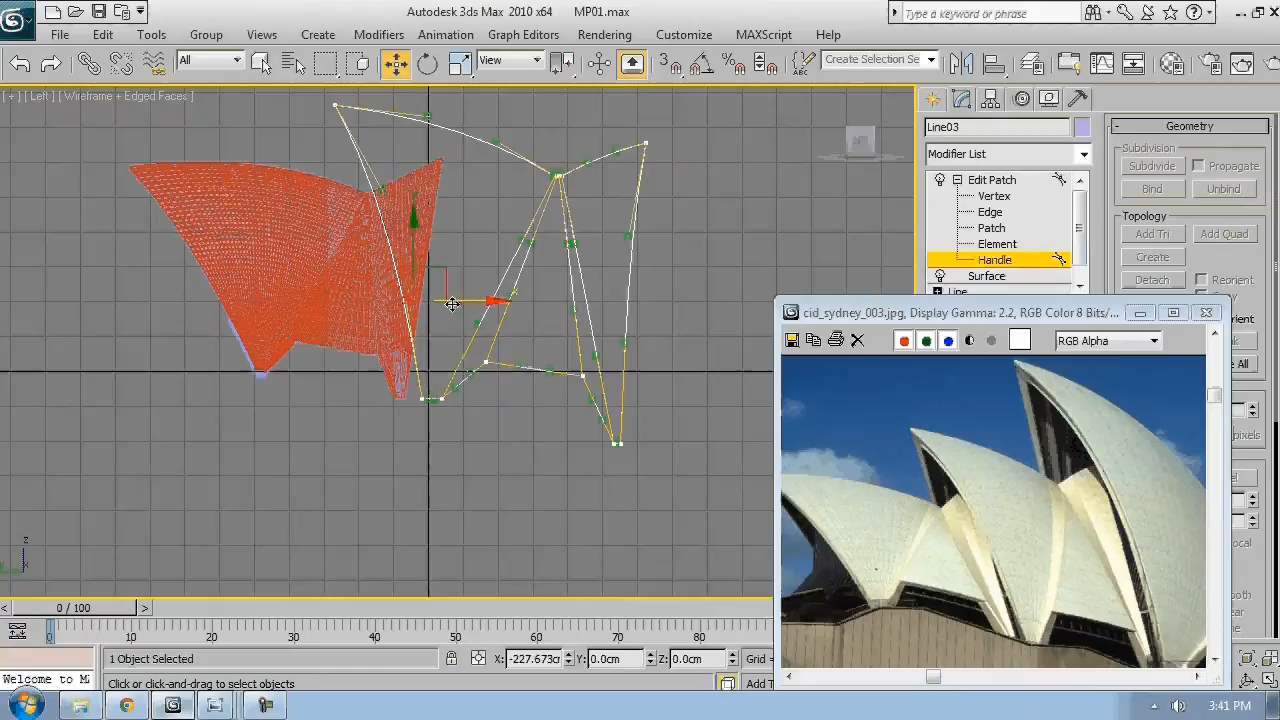 Autodesk 3ds Max 2010 x64 MP01.max
Type a keyword or phrase
File Edit Tools Group Views Create Modifiers Animation Graph Editors Rendering Customize MAXScript Help
All View Create Selection Se
[ + ] [ Left ] [ Wireframe + Edged Faces ]
Line03
Modifier List
Edit Patch
Vertex
Edge
Patch
Element
Handle
Surface
Line
Geometry
Subdivision
Subdivide Propagate
Bind Unbind
Topology
Add Tri Add Quad
Create
Detach Reorient
cid_sydney_003.jpg, Display Gamma: 2.2, RGB Color 8 Bits/...
RGB Alpha
z
0 / 100
0 10 20 30 40 50 60 70 80
1 Object Selected X: -227.673cr Y: 0.0cm Z: 0.0cm Grid =
Welcome to M
Click or click-and-drag to select objects Add T
3:41 PM